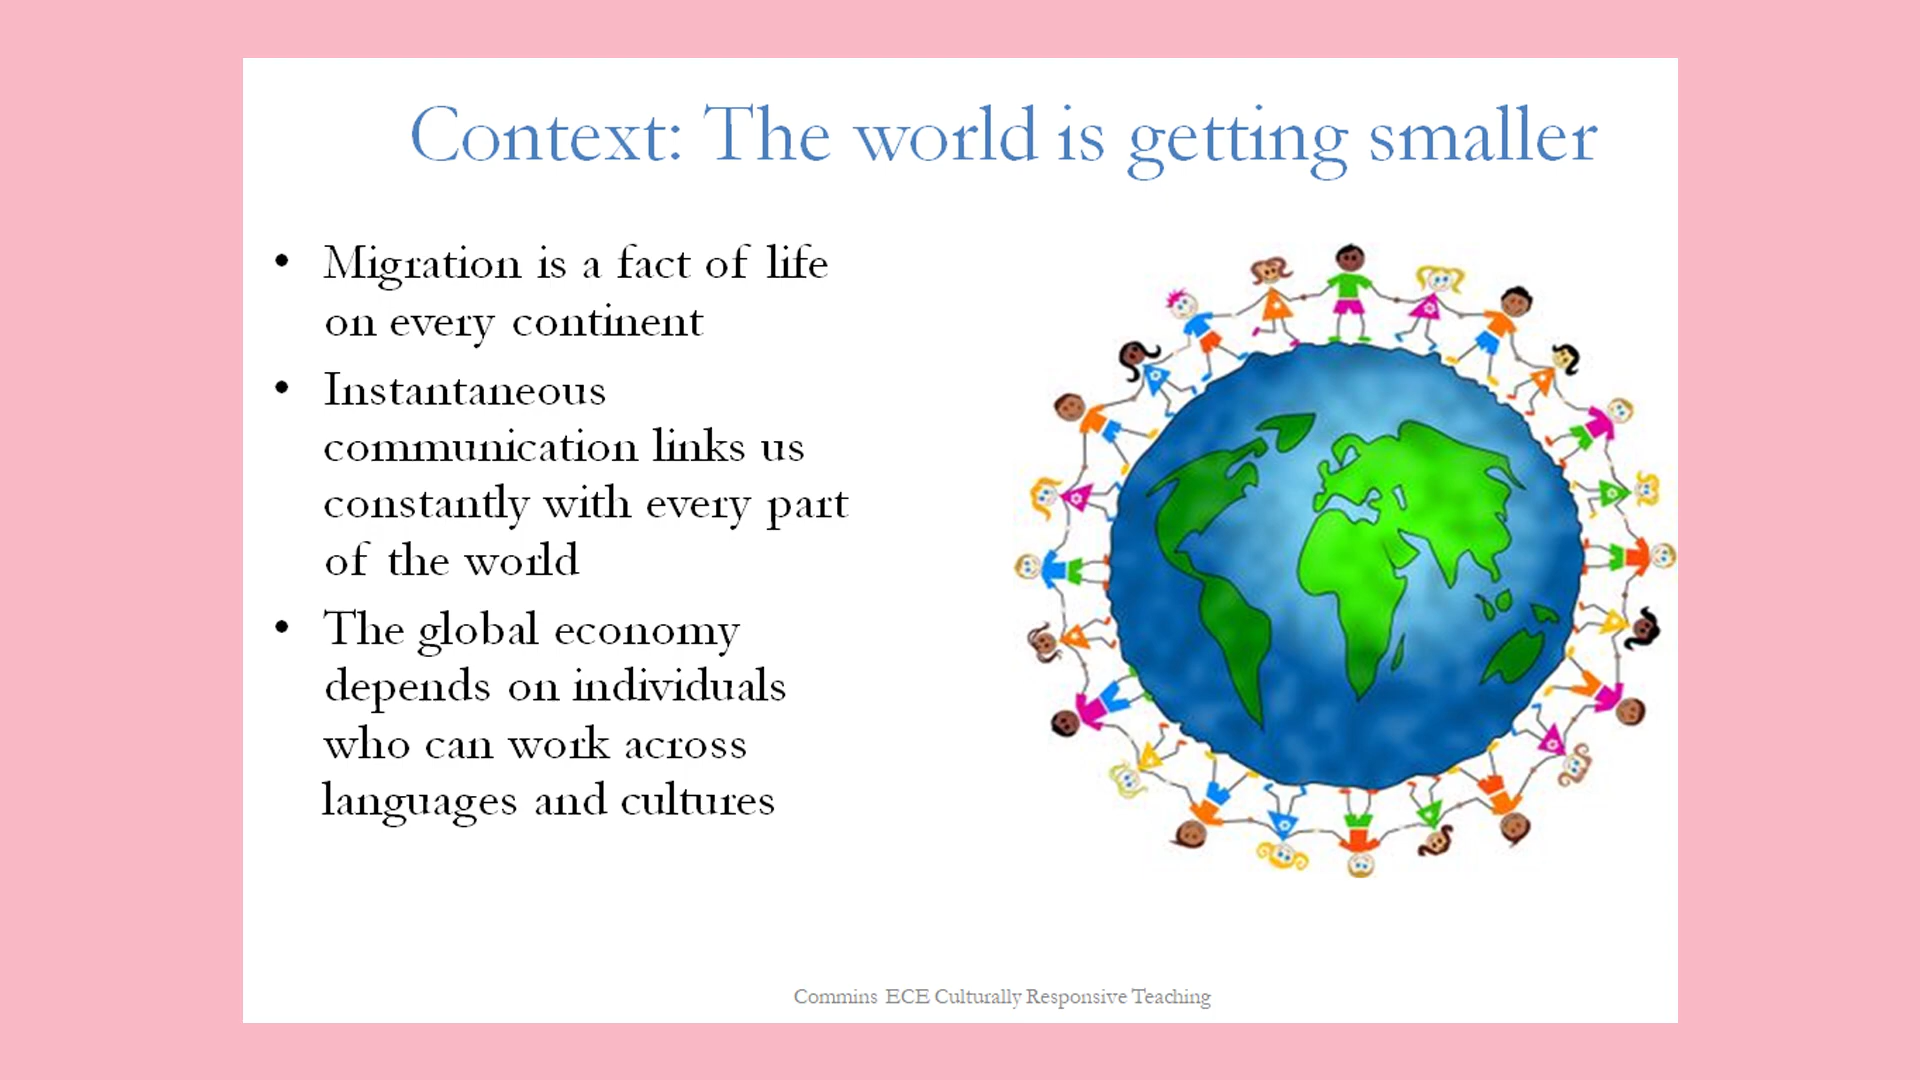 Context: The world is getting smaller
• Migration is a fact of life
on every continent
• Instantaneous
communication links us
constantly with every part
of the world
• The global economy
depends on individuals
who can work across
languages and cultures
Commins ECE Culturally Responsive Teaching